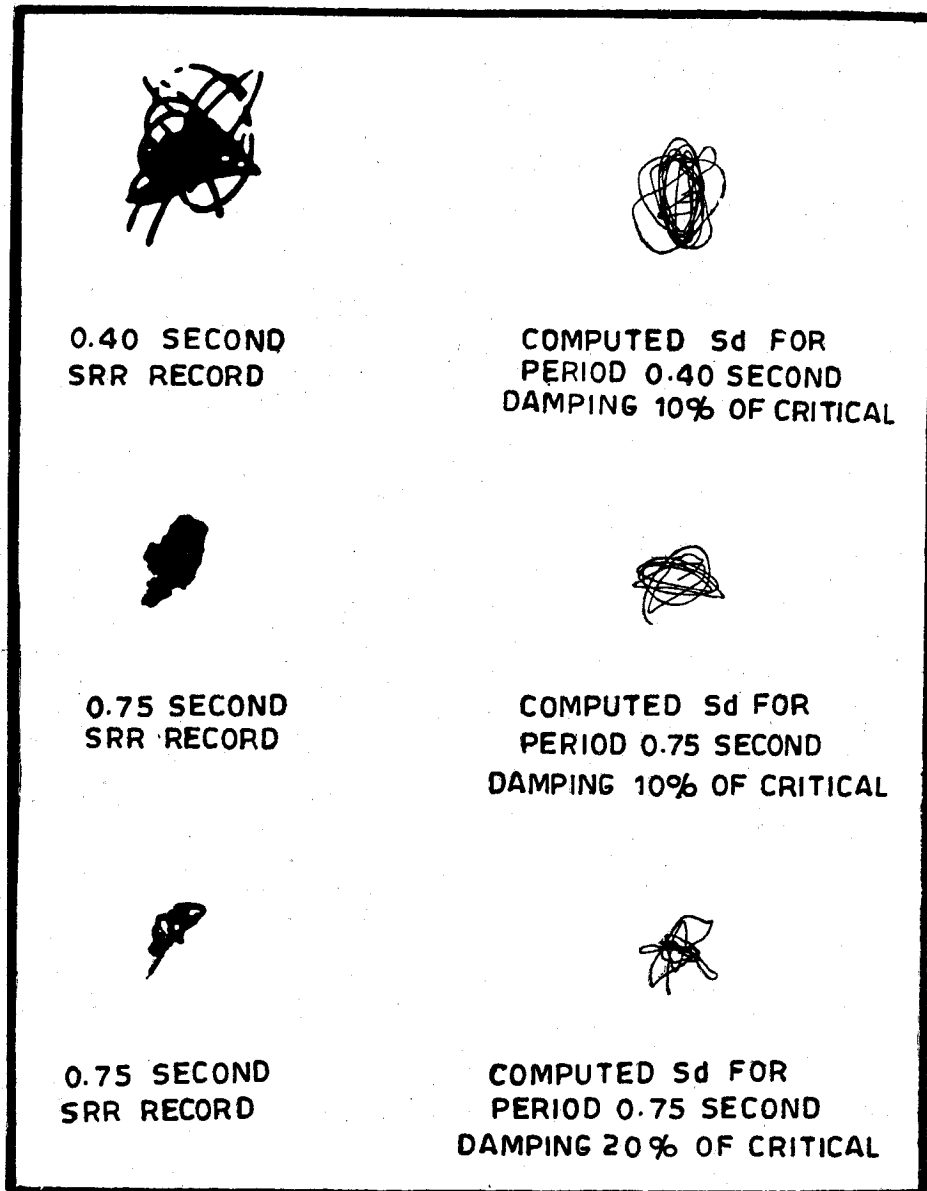 0.40 SECOND
SRR RECORD
COMPUTED Sd FOR
PERIOD 0.40 SECOND
DAMPING 10% OF CRITICAL
0.75 SECOND
SRR RECORD
COMPUTED Sd FOR
PERIOD 0.75 SECOND
DAMPING 10% OF CRITICAL
0.75 SECOND
SRR RECORD
COMPUTED Sd FOR
PERIOD 0.75 SECOND
DAMPING 20% OF CRITICAL